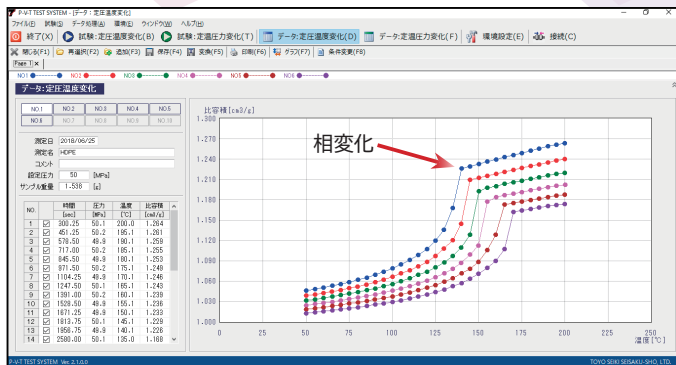 P-V-T TEST SYSTEM - [データ : 定圧温度変化]
ファイル(F) 試験(S) データ処理(A) 環境(E) ウィンドウ(W) ヘルプ(H)
終了(X) 試験:定圧温度変化(B) 試験:定温圧力変化(T) データ:定圧温度変化(D) データ:定温圧力変化(F) 環境設定(E) 接続(C)
閉じる(F1) 再選択(F2) 追加(F3) 保存(F4) 変換(F5) 印刷(F6) グラフ(F7) 条件変更(F8)
Page 1 ×
NO1 NO2 NO3 NO4 NO5 NO6
データ:定圧温度変化
NO.1 NO.2 NO.3 NO.4 NO.5
NO.6 NO.7 NO.8 NO.9 NO.10
測定日 2018/06/25
測定名 HDPE
コメント
設定圧力 50 [MPa]
サンプル重量 1.536 [g]
NO. 時間 圧力 温度 比容積
[sec] [MPa] [℃] [cm3/g]
1 300.25 50.1 200.0 1.264
2 451.25 50.2 195.1 1.261
3 578.50 49.9 190.1 1.258
4 717.00 50.2 185.1 1.255
5 845.50 49.9 180.1 1.253
6 971.50 50.2 175.1 1.249
7 1104.25 49.9 170.1 1.246
8 1247.50 50.1 165.1 1.243
9 1391.00 50.2 160.1 1.239
10 1528.50 49.9 155.1 1.236
11 1671.25 49.9 150.1 1.233
12 1813.75 50.1 145.1 1.229
13 1956.75 49.9 140.1 1.226
14 2580.00 50.1 135.0 1.168
比容積[cm3/g]
1.300
1.270
1.240
1.210
1.180
1.150
1.120
1.090
1.060
1.030
1.000
相変化
0 25 50 75 100 125 150 175 200 225 250
温度[℃]
P-V-T TEST SYSTEM Ver. 2.1.0.0 TOYO SEIKI SEISAKU-SHO, LTD.